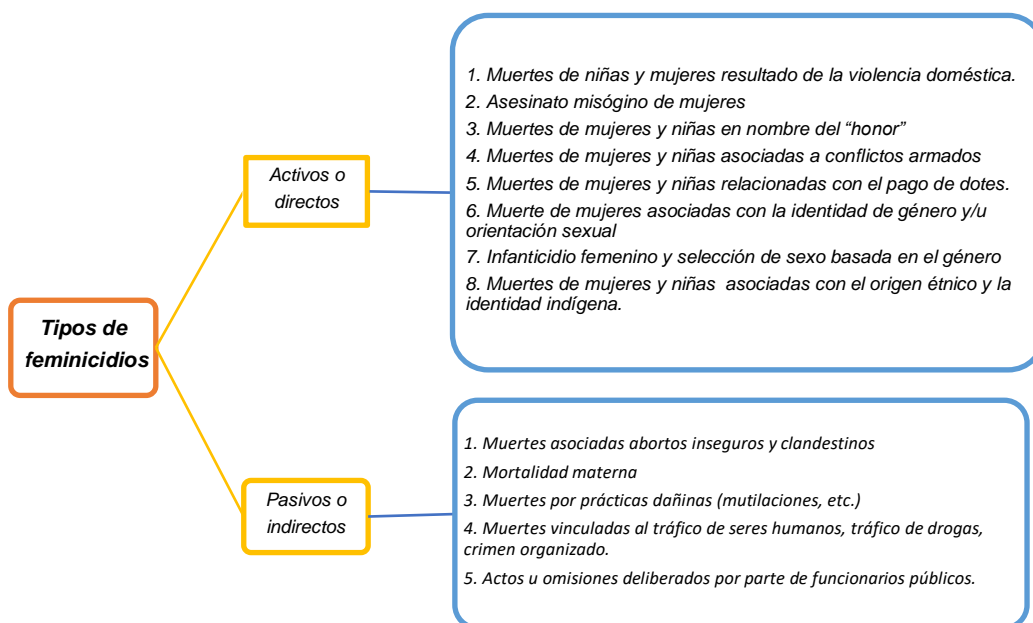 1. Muertes de niñas y mujeres resultado de la violencia doméstica.
2. Asesinato misógino de mujeres
3. Muertes de mujeres y niñas en nombre del “honor”
4. Muertes de mujeres y niñas asociadas a conflictos armados
5. Muertes de mujeres y niñas relacionadas con el pago de dotes.
6. Muerte de mujeres asociadas con la identidad de género y/u
orientación sexual
7. Infanticidio femenino y selección de sexo basada en el género
8. Muertes de mujeres y niñas asociadas con el origen étnico y la
identidad indígena.
Activos o
directos
Tipos de
feminicidios
Pasivos o
indirectos
1. Muertes asociadas abortos inseguros y clandestinos
2. Mortalidad materna
3. Muertes por prácticas dañinas (mutilaciones, etc.)
4. Muertes vinculadas al tráfico de seres humanos, tráfico de drogas,
crimen organizado.
5. Actos u omisiones deliberados por parte de funcionarios públicos.